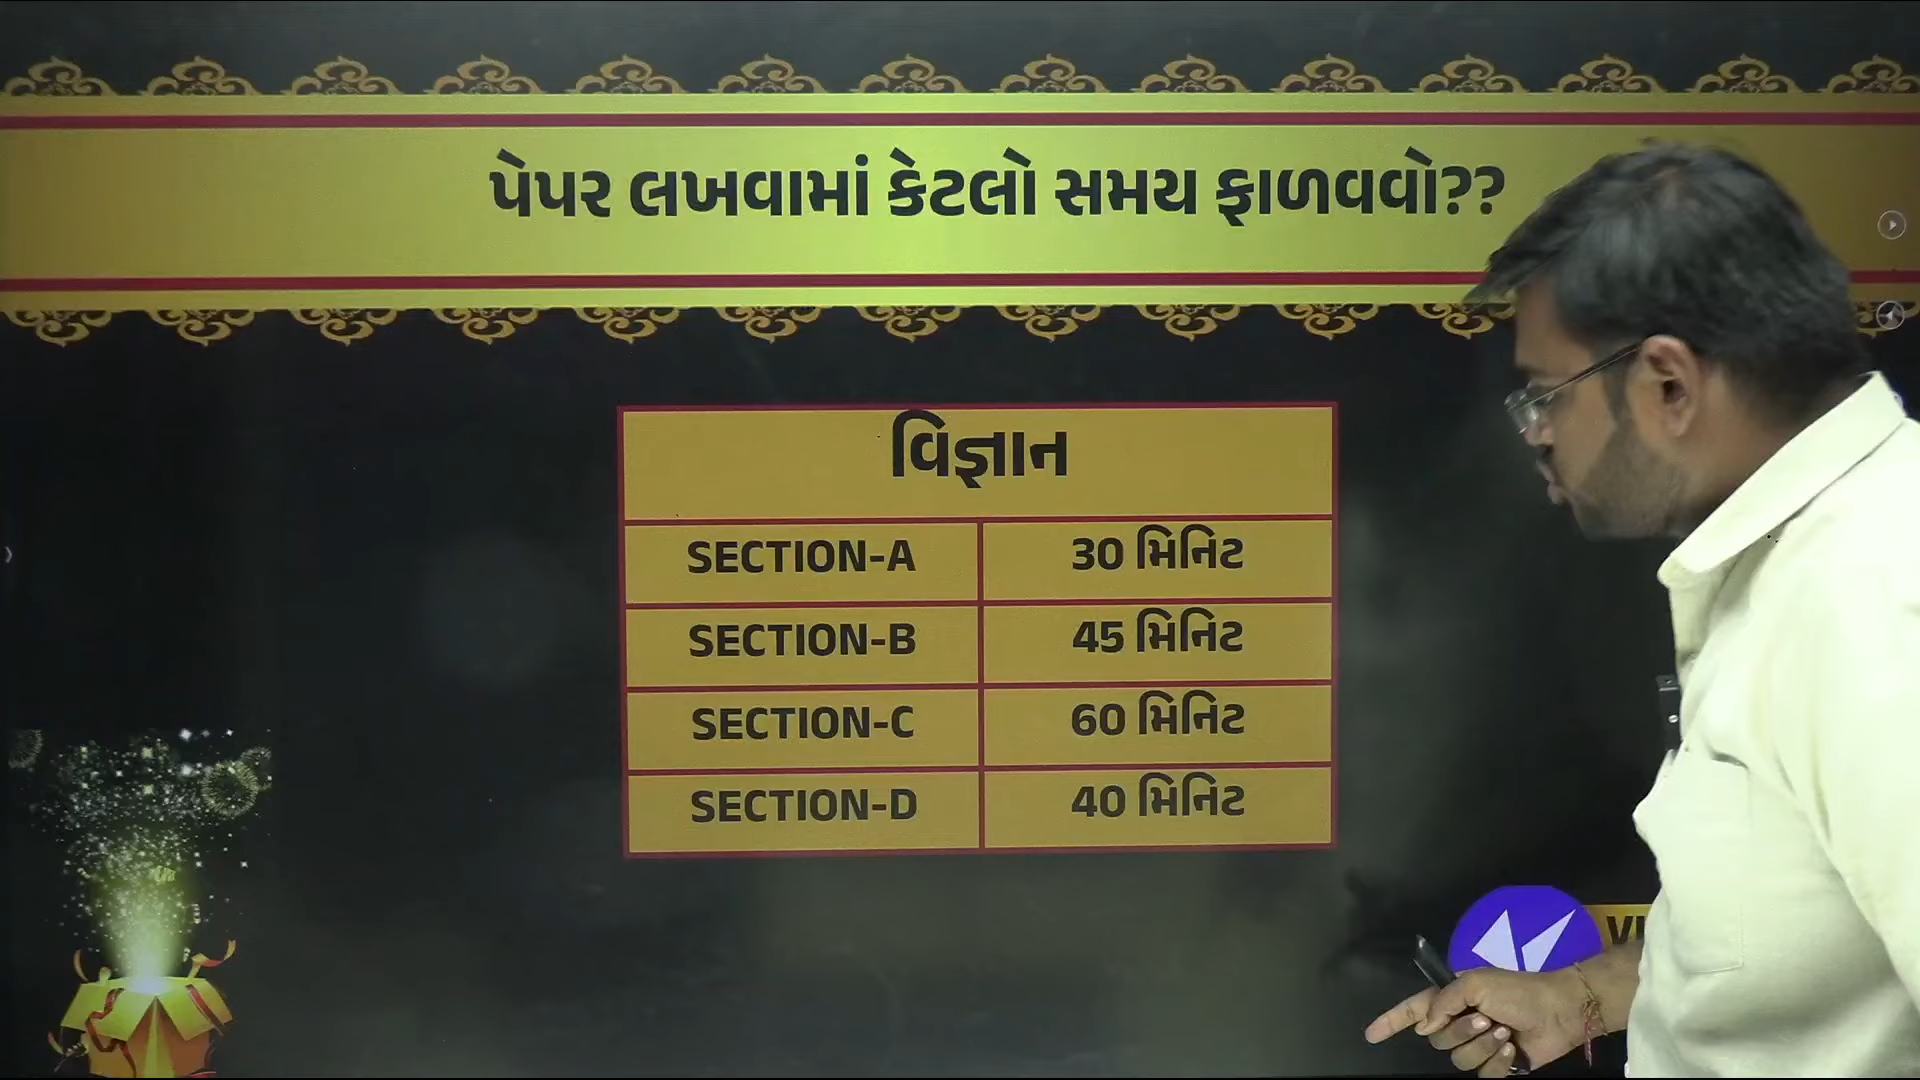 પેપર લખવામાં કેટલો સમય ફાળવવો??
વિજ્ઞાન
SECTION-A 30 મિનિટ
SECTION-B 45 મિનિટ
SECTION-C 60 મિનિટ
SECTION-D 40 મિનિટ